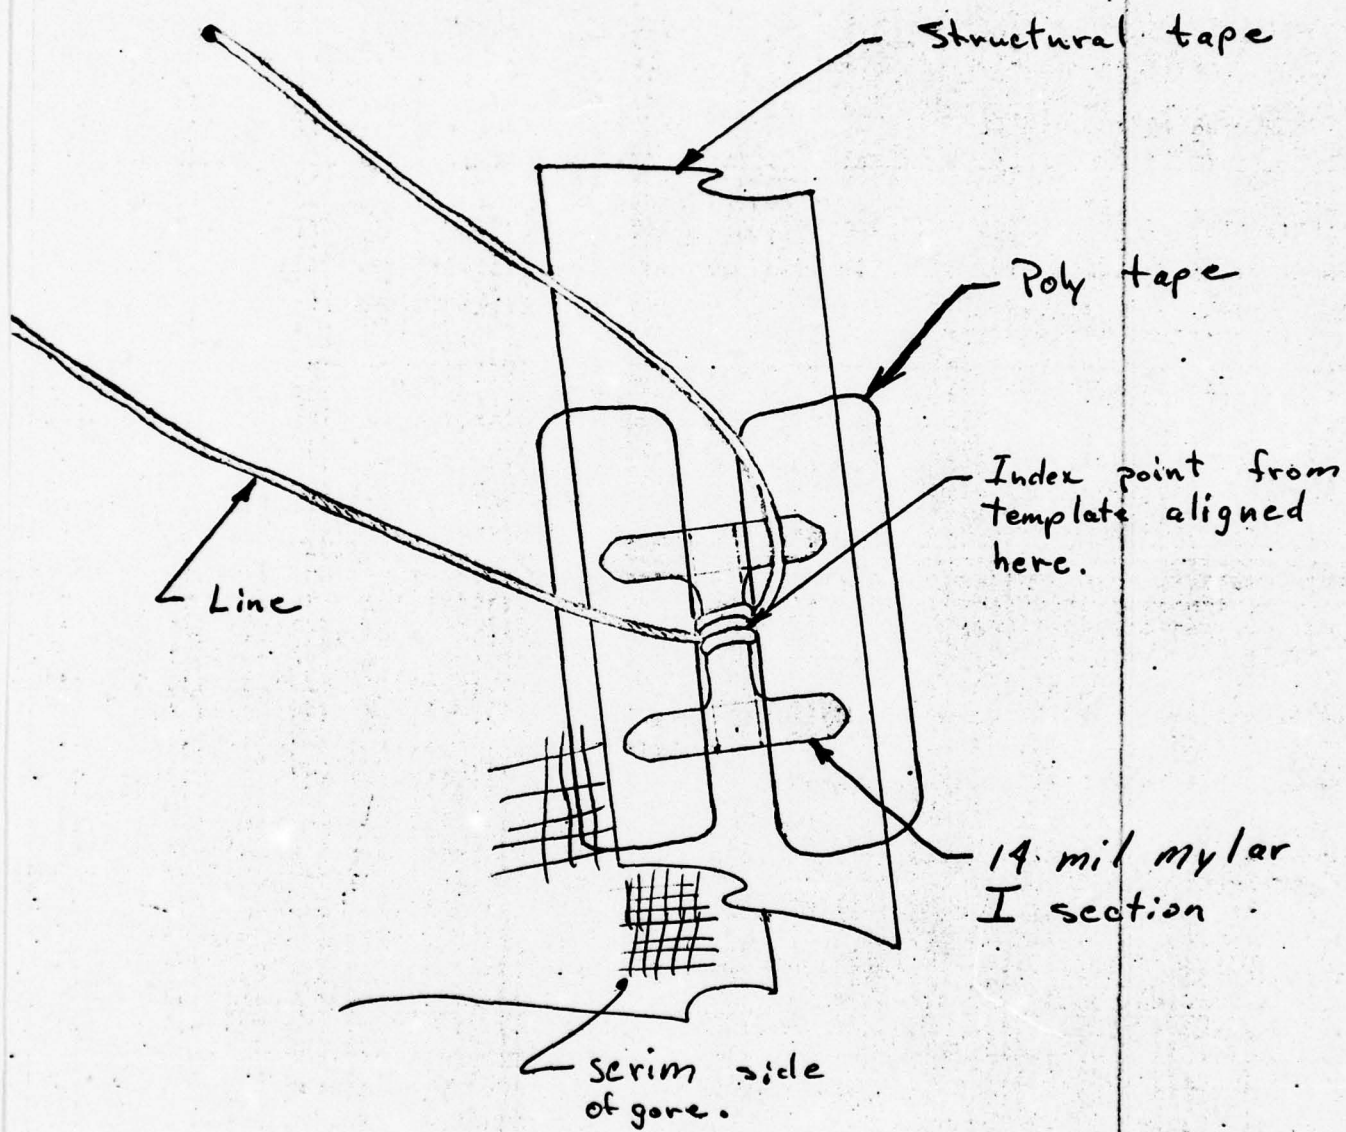 Structural tape
Poly tape
Index point from
template aligned
here.
Line
14 mil mylar
I section
scrim side
of gore.